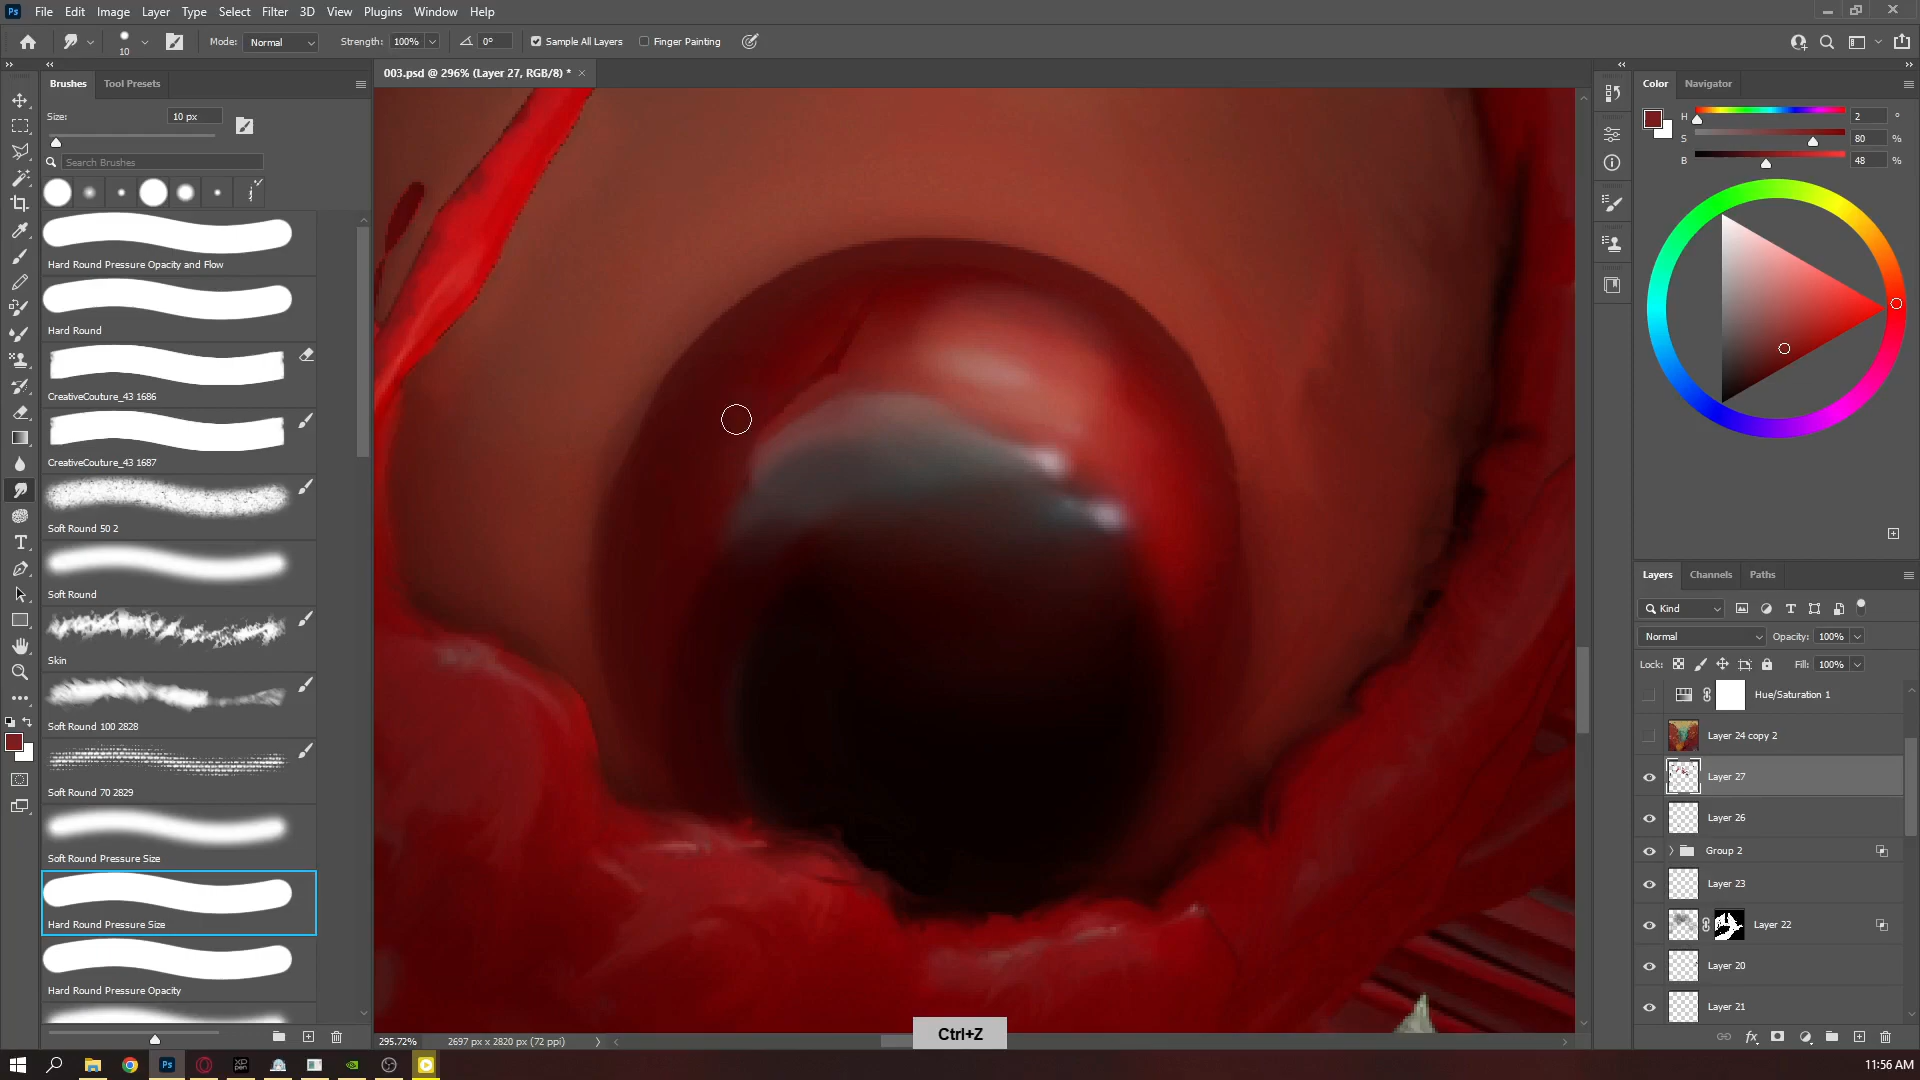 Ps File Edit Image Layer Type Select Filter 3D View Plugins Window Help
10 Mode: Normal Strength: 100% 0° Sample All Layers Finger Painting
Brushes Tool Presets
Size: 10 px
Search Brushes
Hard Round Pressure Opacity and Flow
Hard Round
CreativeCouture_43 1686
CreativeCouture_43 1687
Soft Round 50 2
Soft Round
Skin
Soft Round 100 2828
Soft Round 70 2829
Soft Round Pressure Size
Hard Round Pressure Size
Hard Round Pressure Opacity
003.psd @ 296% (Layer 27, RGB/8) *
Ctrl+Z
295.72% 2697 px x 2820 px (72 ppi)
Color Navigator
H 2 °
S 80 %
B 48 %
Layers Channels Paths
Kind
Normal Opacity: 100%
Lock: Fill: 100%
Hue/Saturation 1
Layer 24 copy 2
Layer 27
Layer 26
Group 2
Layer 23
Layer 22
Layer 20
Layer 21
fx
Ps XP PEN 11:56 AM